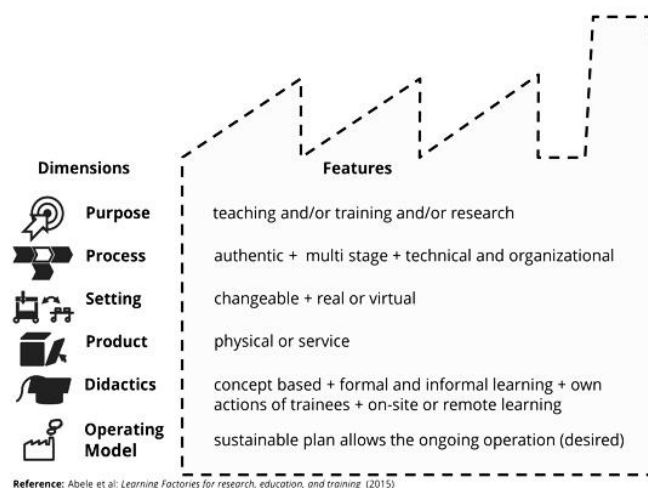 Dimensions Features
Purpose teaching and/or training and/or research
Process authentic + multi stage + technical and organizational
Setting changeable + real or virtual
Product physical or service
Didactics concept based + formal and informal learning + own
actions of trainees + on-site or remote learning
Operating
Model sustainable plan allows the ongoing operation (desired)
Reference: Abele et al: Learning Factories for research, education, and training (2015)